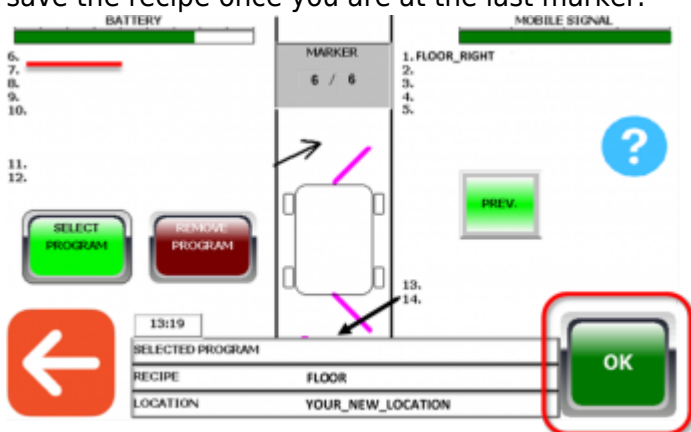 save the recipe once you are at the last marker.
BATTERY
MOBILE SIGNAL
6.
7.
8.
9.
10.
11.
12.
MARKER
6 / 6
1. FLOOR_RIGHT
2.
3.
4.
5.
?
SELECT
PROGRAM
REMOVE
PROGRAM
PREV.
13.
14.
13:19
SELECTED PROGRAM
RECIPE FLOOR
LOCATION YOUR_NEW_LOCATION
OK